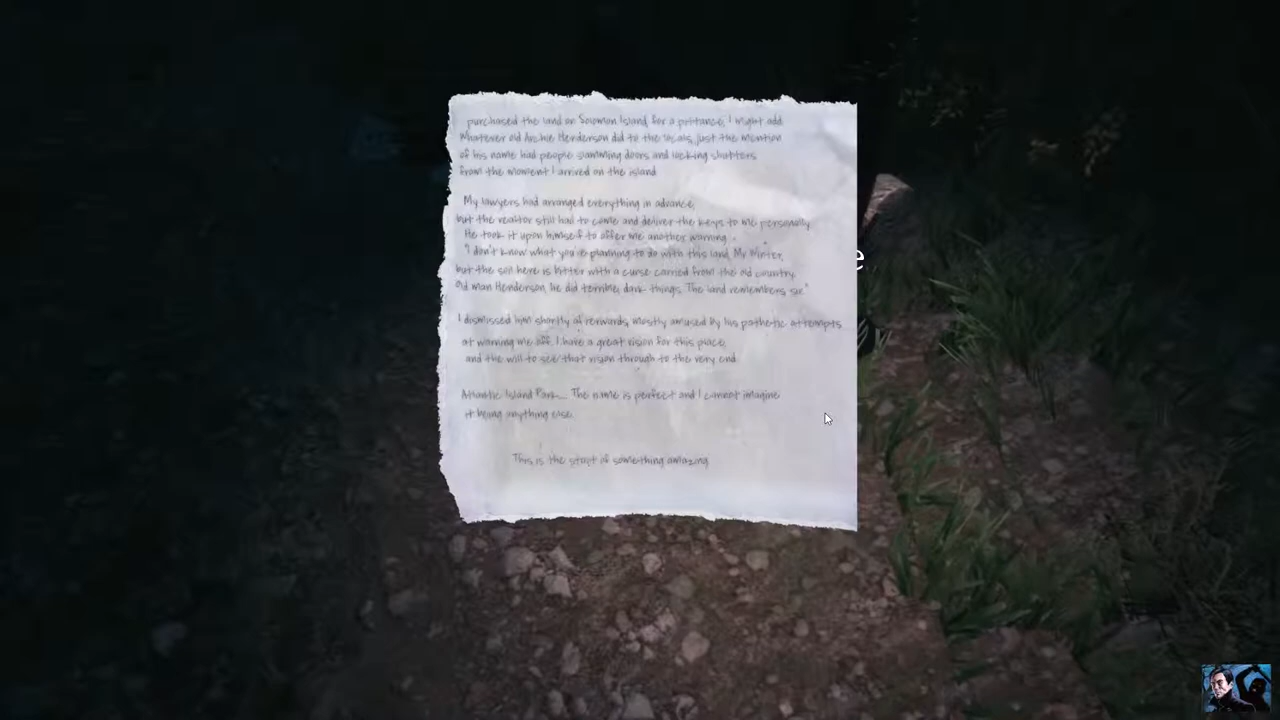 purchased the land on Solomon Island, for a pittance, I might add
Whatever old Archie Henderson did to the locals, just the mention
of his name had people slamming doors and locking shutters
from the moment I arrived on the island
My lawyers had arranged everything in advance,
but the realtor still had to come and deliver the keys to me personally
He took it upon himself to offer me another warning.
"I don't know what you're planning to do with this land, Mr Winter,
but the soil here is bitter with a curse carried from the old country.
Old man Henderson, he did terrible, dark things. The land remembers, sir"
I dismissed him shortly afterwards, mostly amused by his pathetic attempts
at warning me off. I have a great vision for this place,
and the will to see that vision through to the very end.
Atlantic Island Park... The name is perfect and I cannot imagine
it being anything else.
This is the start of something amazing
e